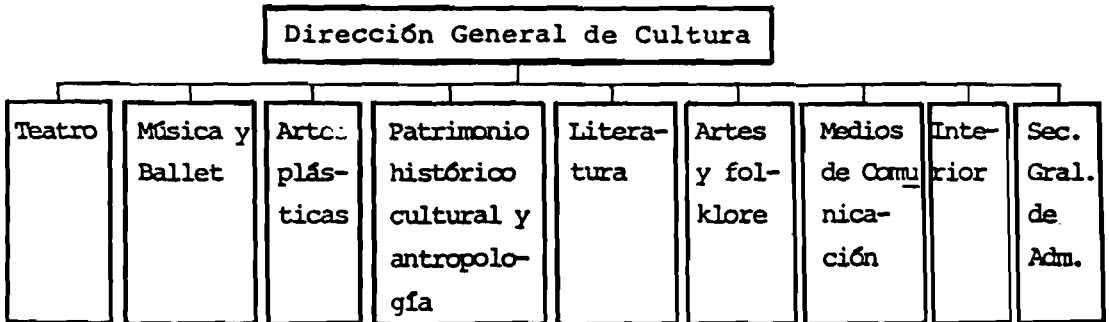 Dirección General de Cultura
Teatro
Música y
Ballet
Artes
plás-
ticas
Patrimonio
histórico
cultural y
antropolo-
gía
Litera-
tura
Artes
y fol-
klore
Medios
de Comu
nica-
ción
Inte-
rior
Sec.
Gral.
de
Adm.